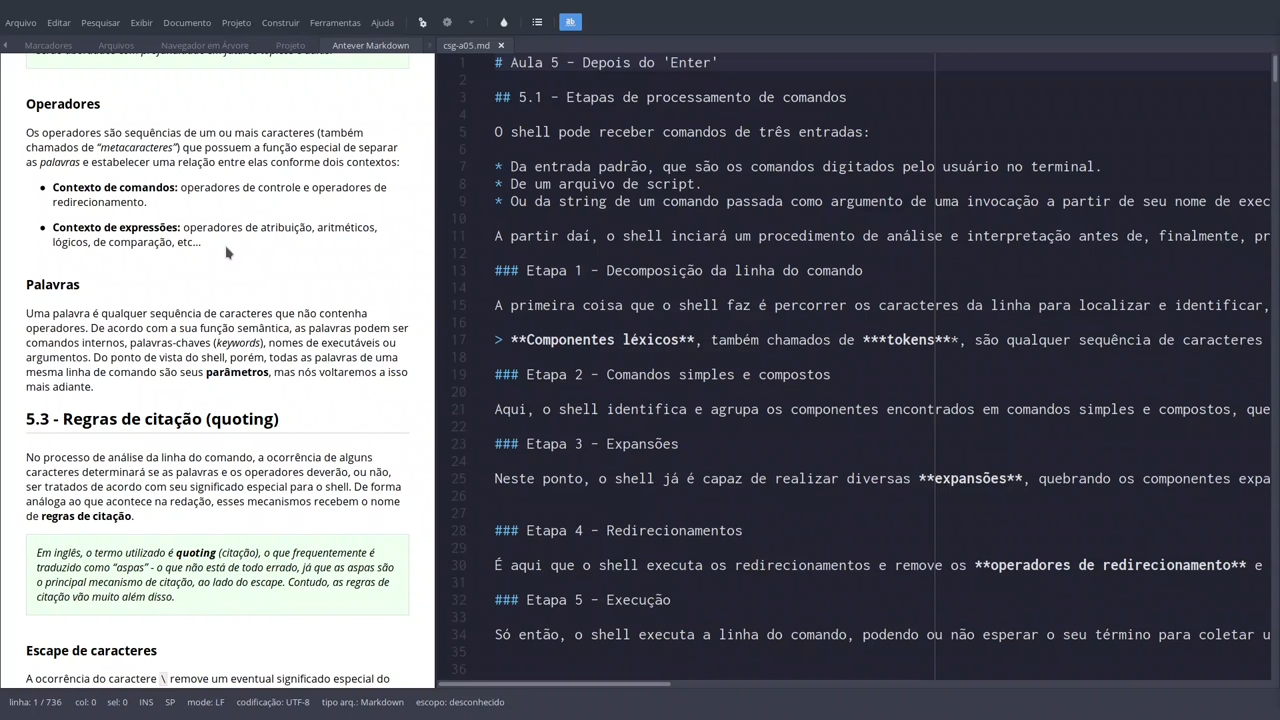 Arquivo Editar Pesquisar Exibir Documento Projeto Construir Ferramentas Ajuda
Marcadores Arquivos Navegador em Árvore Projeto Antever Markdown
csg-a05.md
Operadores
Os operadores são sequências de um ou mais caracteres (também
chamados de “metacaracteres”) que possuem a função especial de separar
as palavras e estabelecer uma relação entre elas conforme dois contextos:
• Contexto de comandos: operadores de controle e operadores de
redirecionamento.
• Contexto de expressões: operadores de atribuição, aritméticos,
lógicos, de comparação, etc...
Palavras
Uma palavra é qualquer sequência de caracteres que não contenha
operadores. De acordo com a sua função semântica, as palavras podem ser
comandos internos, palavras-chaves (keywords), nomes de executáveis ou
argumentos. Do ponto de vista do shell, porém, todas as palavras de uma
mesma linha de comando são seus parâmetros, mas nós voltaremos a isso
mais adiante.
5.3 - Regras de citação (quoting)
No processo de análise da linha do comando, a ocorrência de alguns
caracteres determinará se as palavras e os operadores deverão, ou não,
ser tratados de acordo com seu significado especial para o shell. De forma
análoga ao que acontece na redação, esses mecanismos recebem o nome
de regras de citação.
Em inglês, o termo utilizado é quoting (citação), o que frequentemente é
traduzido como “aspas” - o que não está de todo errado, já que as aspas são
o principal mecanismo de citação, ao lado do escape. Contudo, as regras de
citação vão muito além disso.
Escape de caracteres
A ocorrência do caractere \ remove um eventual significado especial do
1 # Aula 5 - Depois do 'Enter'
2
3 ## 5.1 - Etapas de processamento de comandos
4
5 O shell pode receber comandos de três entradas:
6
7 * Da entrada padrão, que são os comandos digitados pelo usuário no terminal.
8 * De um arquivo de script.
9 * Ou da string de um comando passada como argumento de uma invocação a partir de seu nome de exec
10
11 A partir daí, o shell inciará um procedimento de análise e interpretação antes de, finalmente, pr
12
13 ### Etapa 1 - Decomposição da linha do comando
14
15 A primeira coisa que o shell faz é percorrer os caracteres da linha para localizar e identificar,
16
17 > **Componentes léxicos**, também chamados de ***tokens***, são qualquer sequência de caracteres
18
19 ### Etapa 2 - Comandos simples e compostos
20
21 Aqui, o shell identifica e agrupa os componentes encontrados em comandos simples e compostos, que
22
23 ### Etapa 3 - Expansões
24
25 Neste ponto, o shell já é capaz de realizar diversas **expansões**, quebrando os componentes expa
26
28 ### Etapa 4 - Redirecionamentos
29
30 É aqui que o shell executa os redirecionamentos e remove os **operadores de redirecionamento** e
31
32 ### Etapa 5 - Execução
33
34 Só então, o shell executa a linha do comando, podendo ou não esperar o seu término para coletar u
35
36
linha: 1 / 736 col: 0 sel: 0 INS SP modo: LF codificação: UTF-8 tipo arq.: Markdown escopo: desconhecido